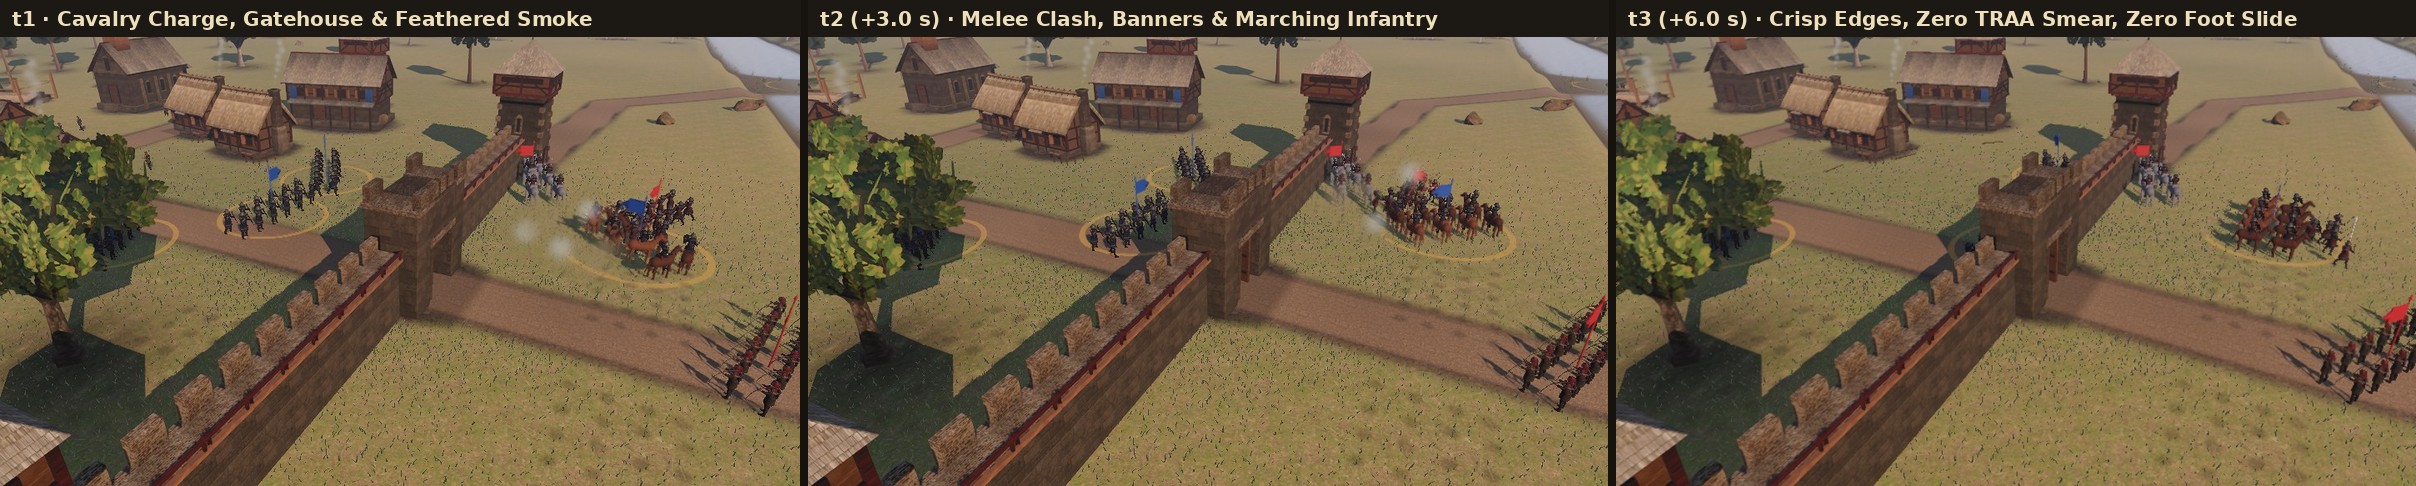 t1 · Cavalry Charge, Gatehouse & Feathered Smoke
t2 (+3.0 s) · Melee Clash, Banners & Marching Infantry
t3 (+6.0 s) · Crisp Edges, Zero TRAA Smear, Zero Foot Slide